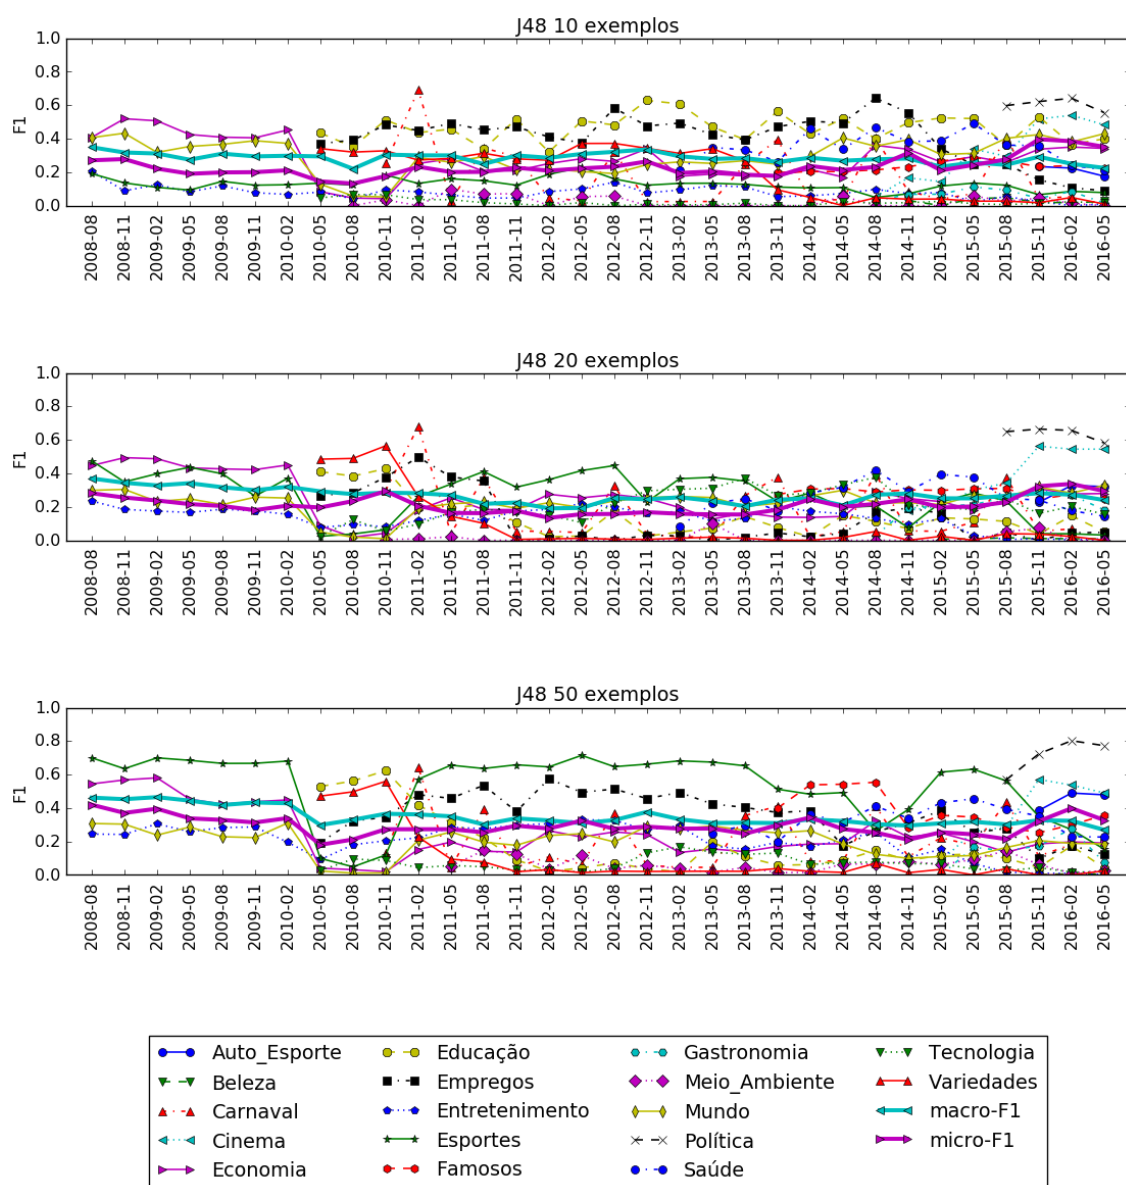 J48 10 exemplos
1.0
0.8
0.6
0.4
0.2
0.0
F1
2008-08 2008-11 2009-02 2009-05 2009-08 2009-11 2010-02 2010-05 2010-08 2010-11 2011-02 2011-05 2011-08 2011-11 2012-02 2012-05 2012-08 2012-11 2013-02 2013-05 2013-08 2013-11 2014-02 2014-05 2014-08 2014-11 2015-02 2015-05 2015-08 2015-11 2016-02 2016-05
J48 20 exemplos
1.0
0.8
0.6
0.4
0.2
0.0
F1
2008-08 2008-11 2009-02 2009-05 2009-08 2009-11 2010-02 2010-05 2010-08 2010-11 2011-02 2011-05 2011-08 2011-11 2012-02 2012-05 2012-08 2012-11 2013-02 2013-05 2013-08 2013-11 2014-02 2014-05 2014-08 2014-11 2015-02 2015-05 2015-08 2015-11 2016-02 2016-05
J48 50 exemplos
1.0
0.8
0.6
0.4
0.2
0.0
F1
2008-08 2008-11 2009-02 2009-05 2009-08 2009-11 2010-02 2010-05 2010-08 2010-11 2011-02 2011-05 2011-08 2011-11 2012-02 2012-05 2012-08 2012-11 2013-02 2013-05 2013-08 2013-11 2014-02 2014-05 2014-08 2014-11 2015-02 2015-05 2015-08 2015-11 2016-02 2016-05
Auto_Esporte
Beleza
Carnaval
Cinema
Economia
Educação
Empregos
Entretenimento
Esportes
Famosos
Gastronomia
Meio_Ambiente
Mundo
Política
Saúde
Tecnologia
Variedades
macro-F1
micro-F1